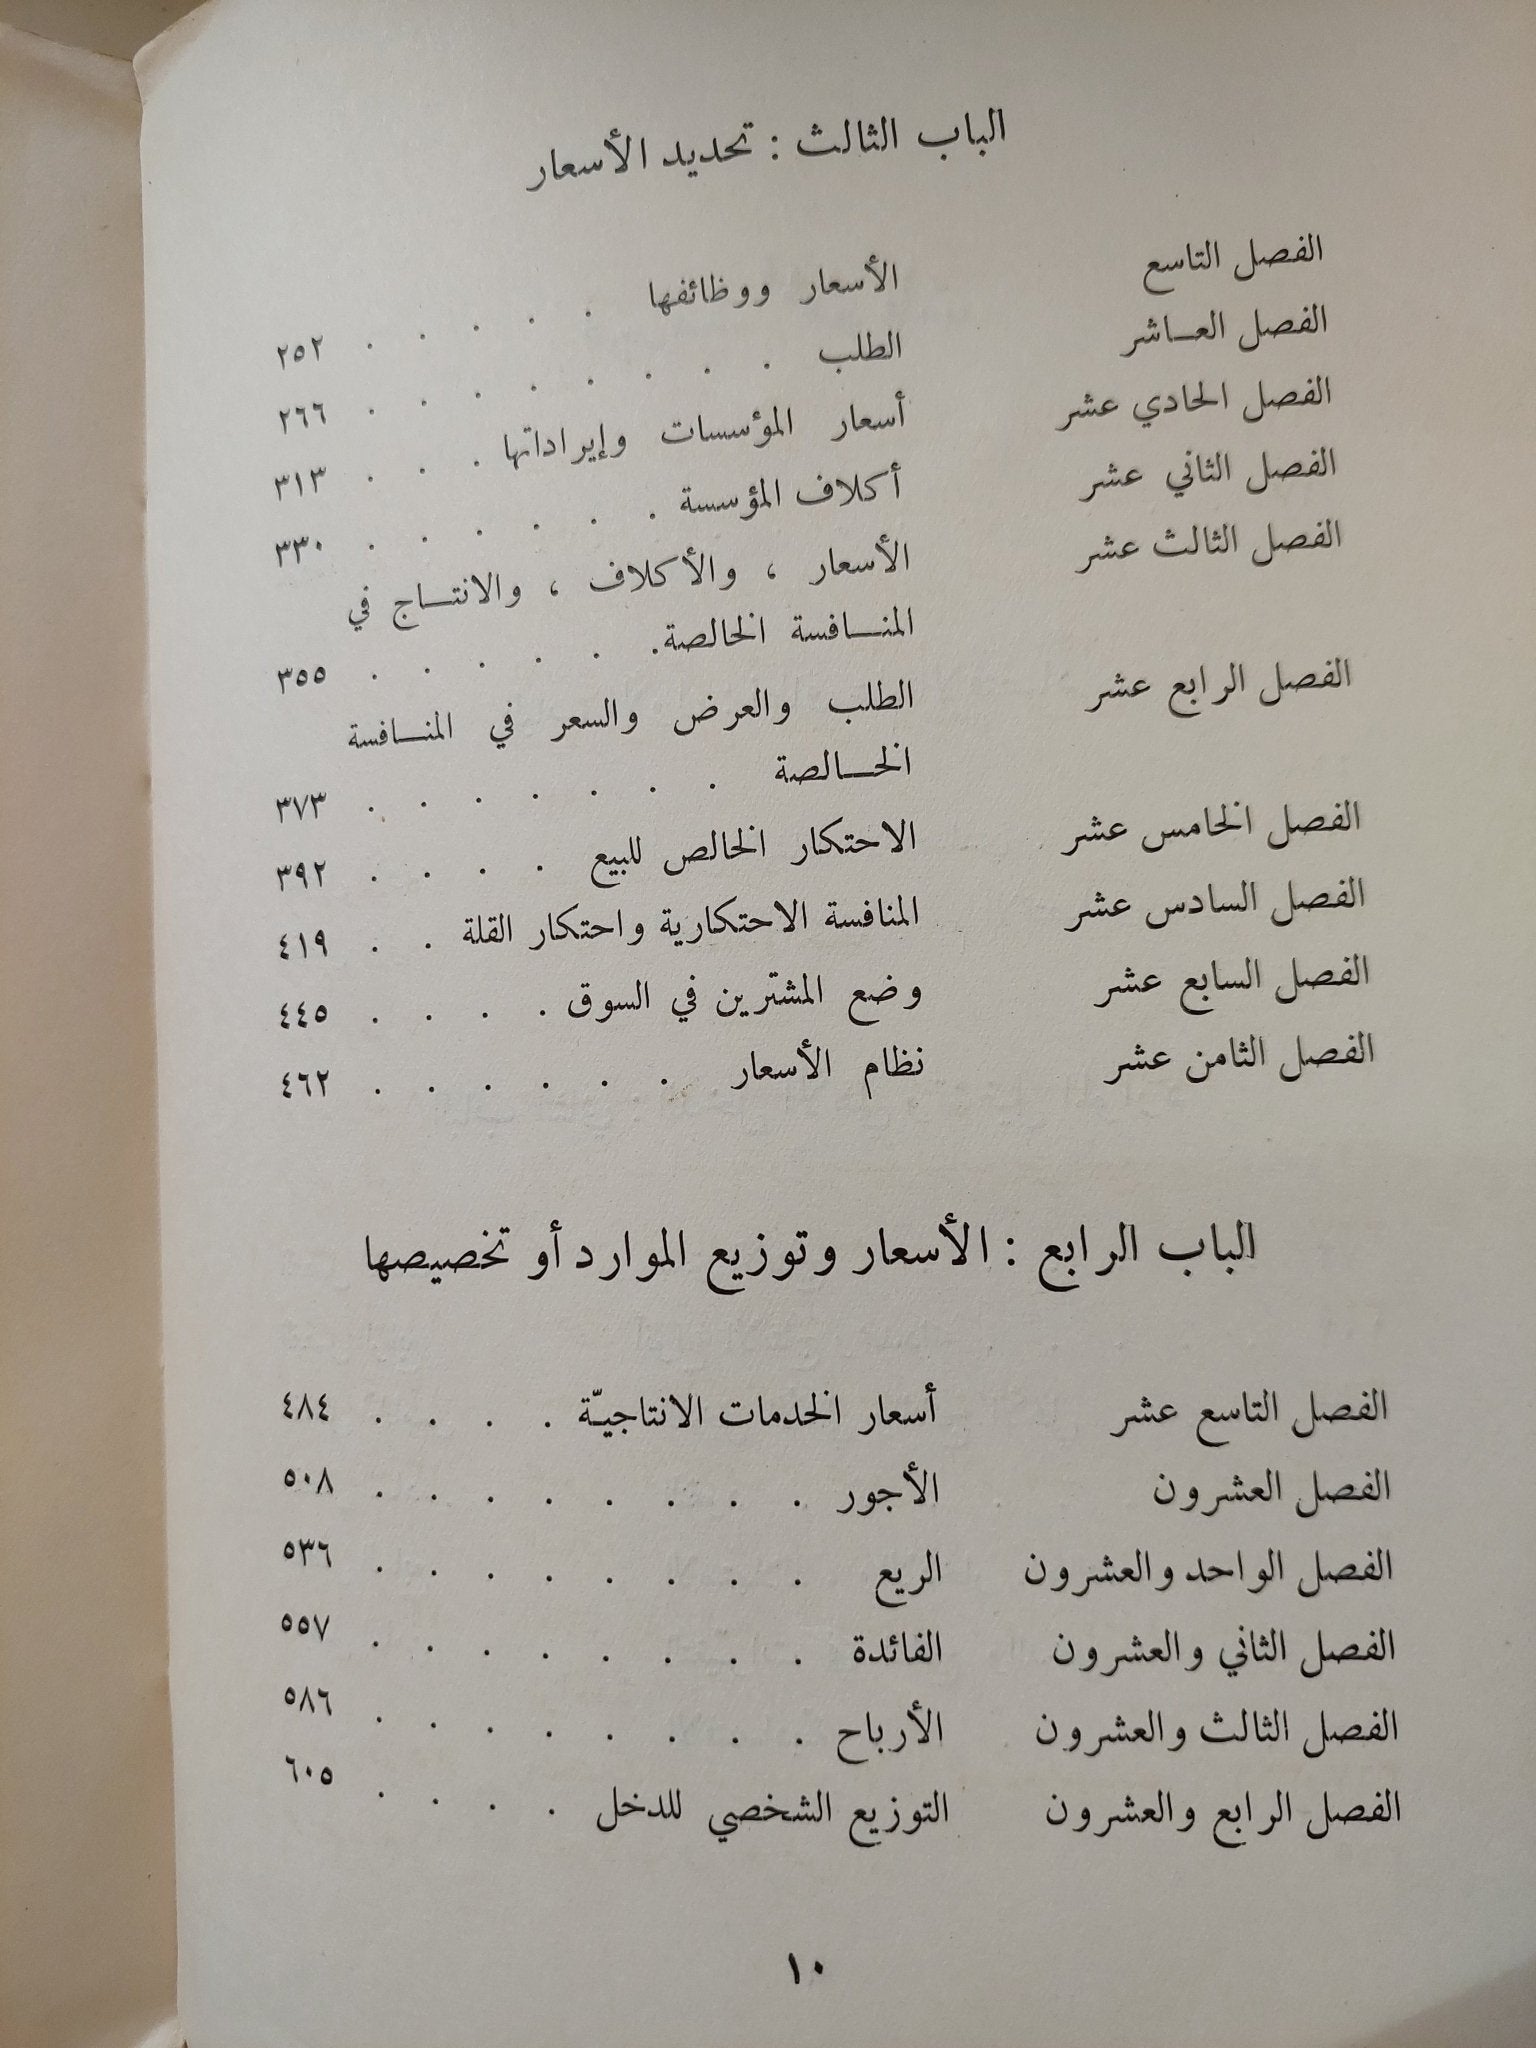 الباب الثالث : تحديد الأسعار
الفصل التاسع الأسعار ووظائفها . . . . . ٢٥٢
الفصل العـاشر الطلب . . . . . . . . ٢٦٦
الفصل الحادي عشر أسعار المؤسسات وإيراداتها . . . ٣١٣
الفصل الثاني عشر أكلاف المؤسسة . . . . . . ٣٣٠
الفصل الثالث عشر الأسعار ، والأكلاف ، والانتـاج في
المنـافسة الخالصة . . . . . . ٣٥٥
الفصل الرابع عشر الطلب والعرض والسعر في المنـافسة
الخـالصة . . . . . . . ٣٧٣
الفصل الخامس عشر الاحتكار الخالص للبيع . . . . ٣٩٢
الفصل السادس عشر المنافسة الاحتكارية واحتكار القلة . . ٤١٩
الفصل السابع عشر وضع المشترين في السوق . . . . ٤٤٥
الفصل الثامن عشر نظام الأسعار . . . . . . ٤٦٢
الباب الرابع : الأسعار وتوزيع الموارد أو تخصيصها
الفصل التاسع عشر أسعار الخدمات الانتاجيّة . . . . ٤٨٤
الفصل العشرون الأجور . . . . . . . . ٥٠٨
الفصل الواحد والعشرون الريع . . . . . . . . ٥٣٦
الفصل الثاني والعشرون الفائدة . . . . . . . . ٥٥٧
الفصل الثالث والعشرون الأرباح . . . . . . . . ٥٨٦
الفصل الرابع والعشرون التوزيع الشخصي للدخل . . . . ٦٠٥
١٠